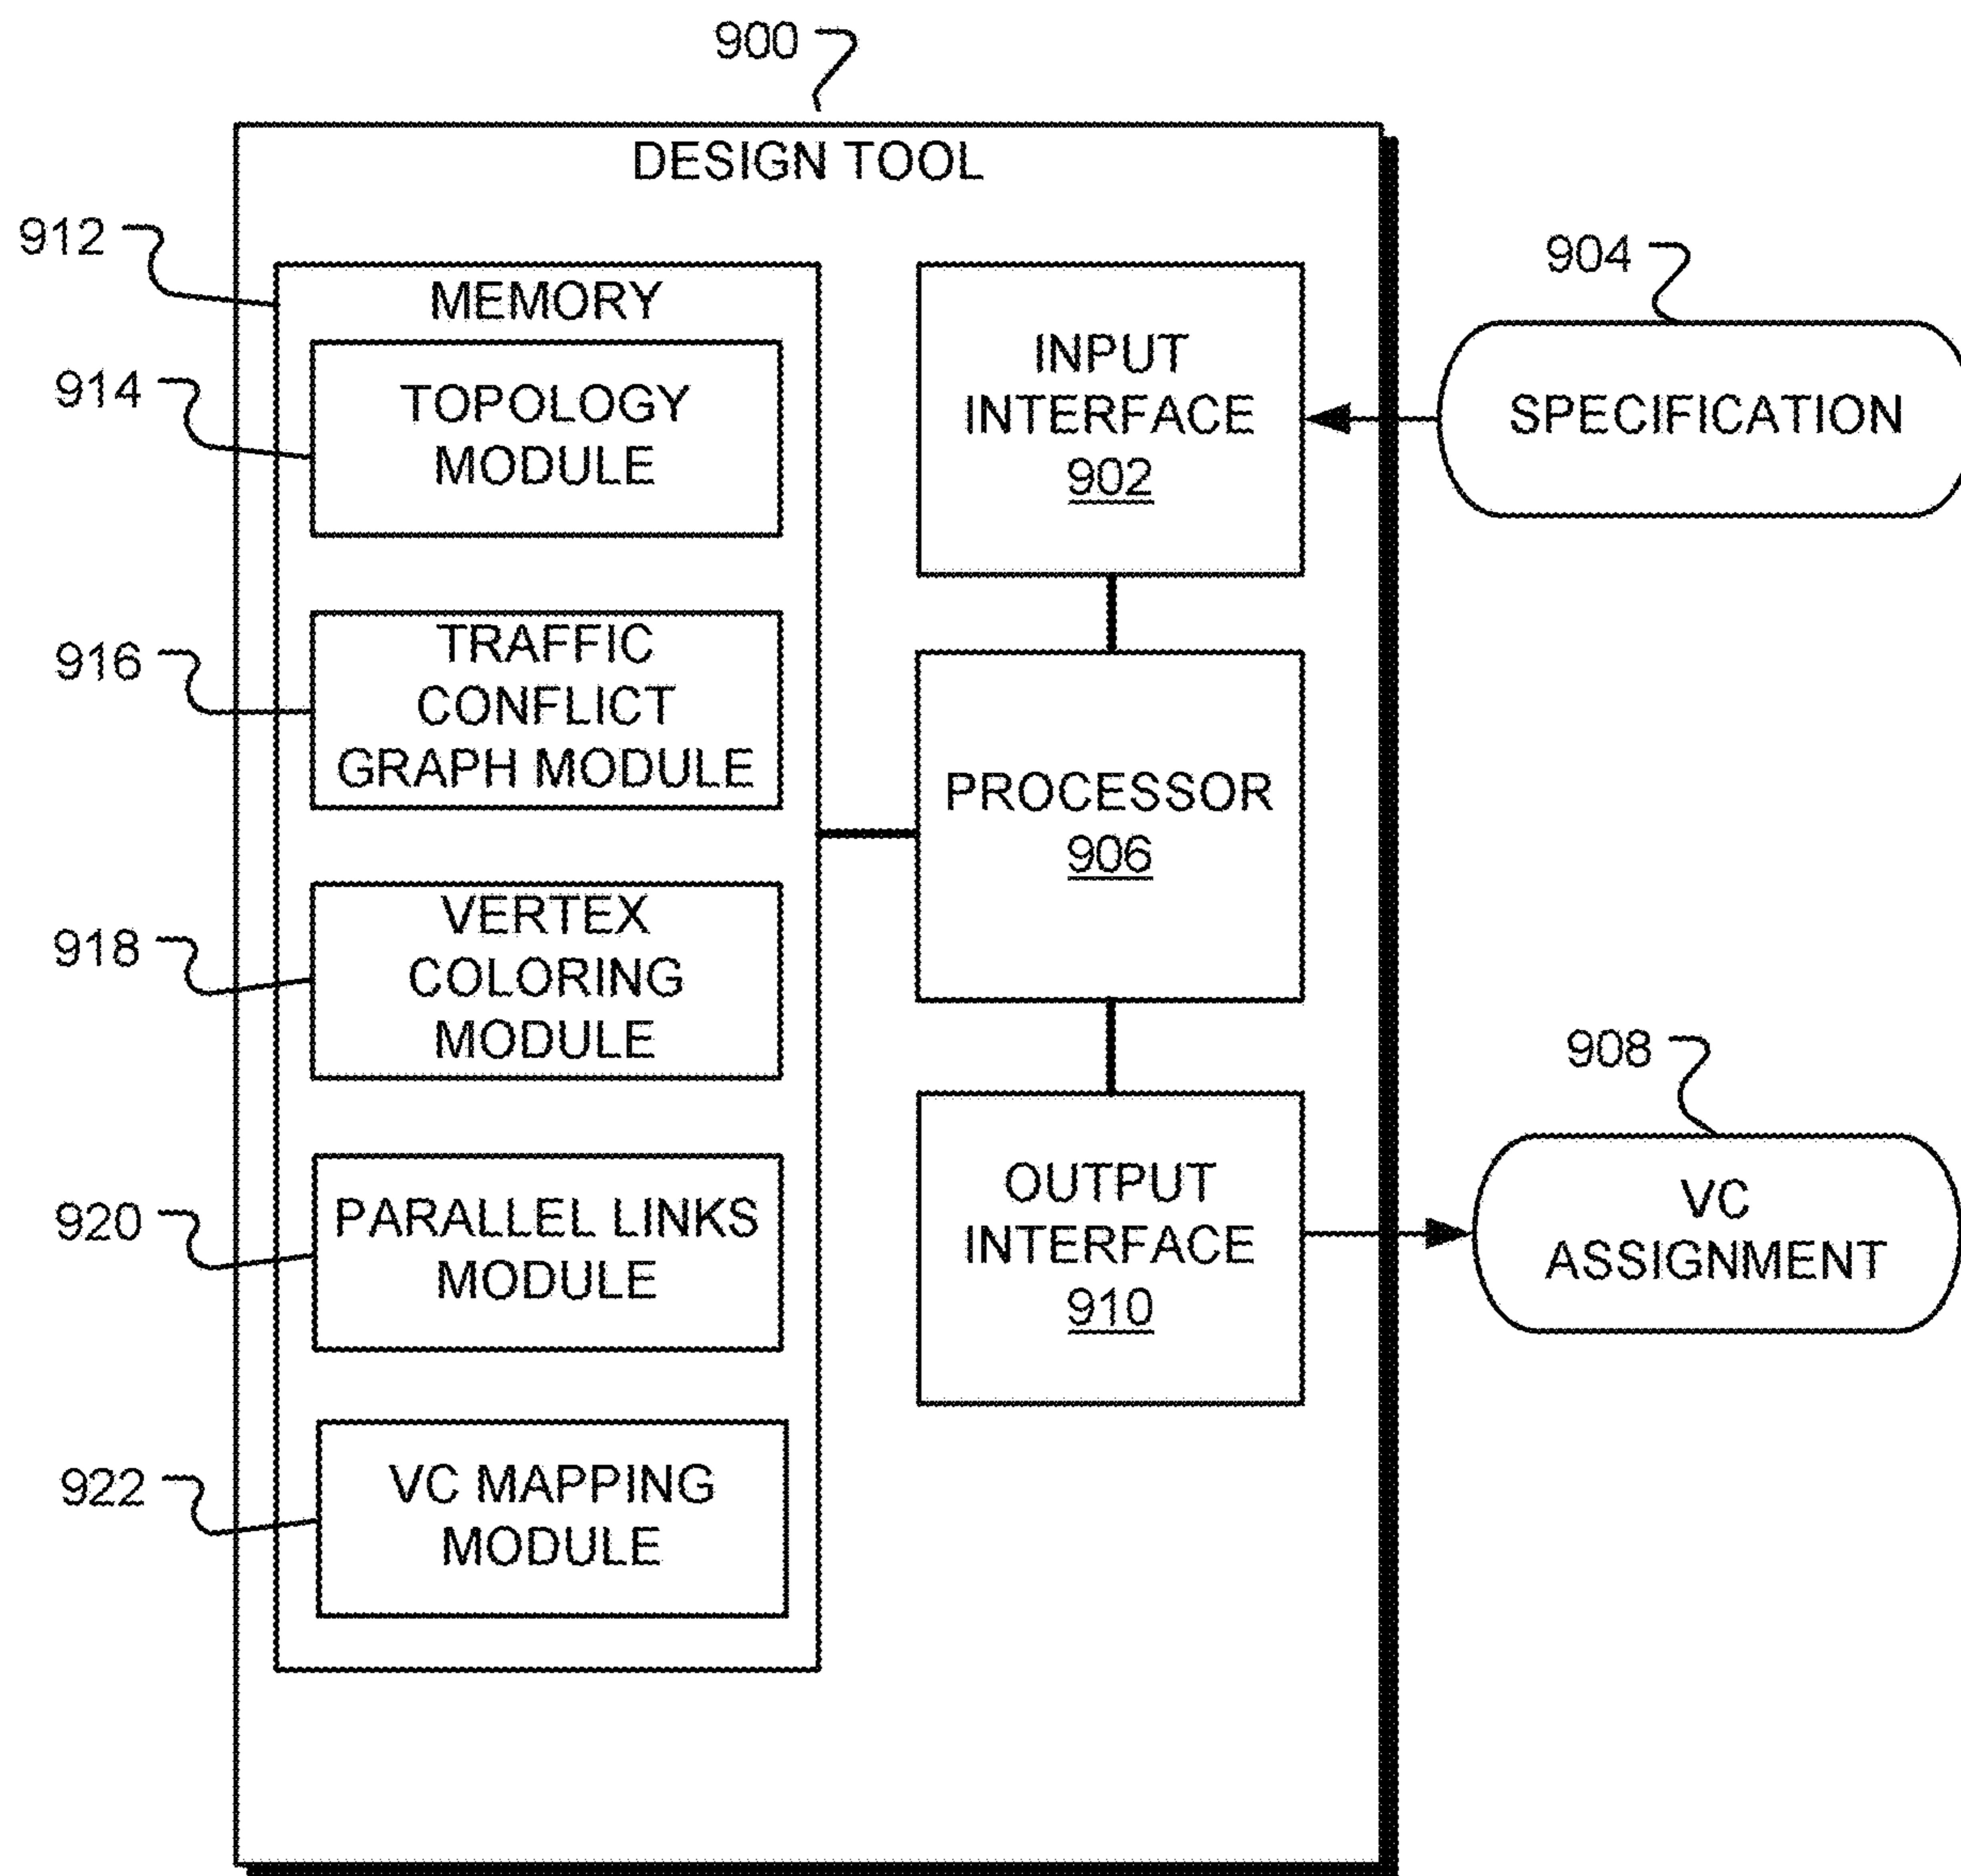 900
DESIGN TOOL
912
MEMORY
914
TOPOLOGY
MODULE
916
TRAFFIC
CONFLICT
GRAPH MODULE
918
VERTEX
COLORING
MODULE
920
PARALLEL LINKS
MODULE
922
VC MAPPING
MODULE
INPUT
INTERFACE
902
PROCESSOR
906
OUTPUT
INTERFACE
910
904
SPECIFICATION
908
VC
ASSIGNMENT